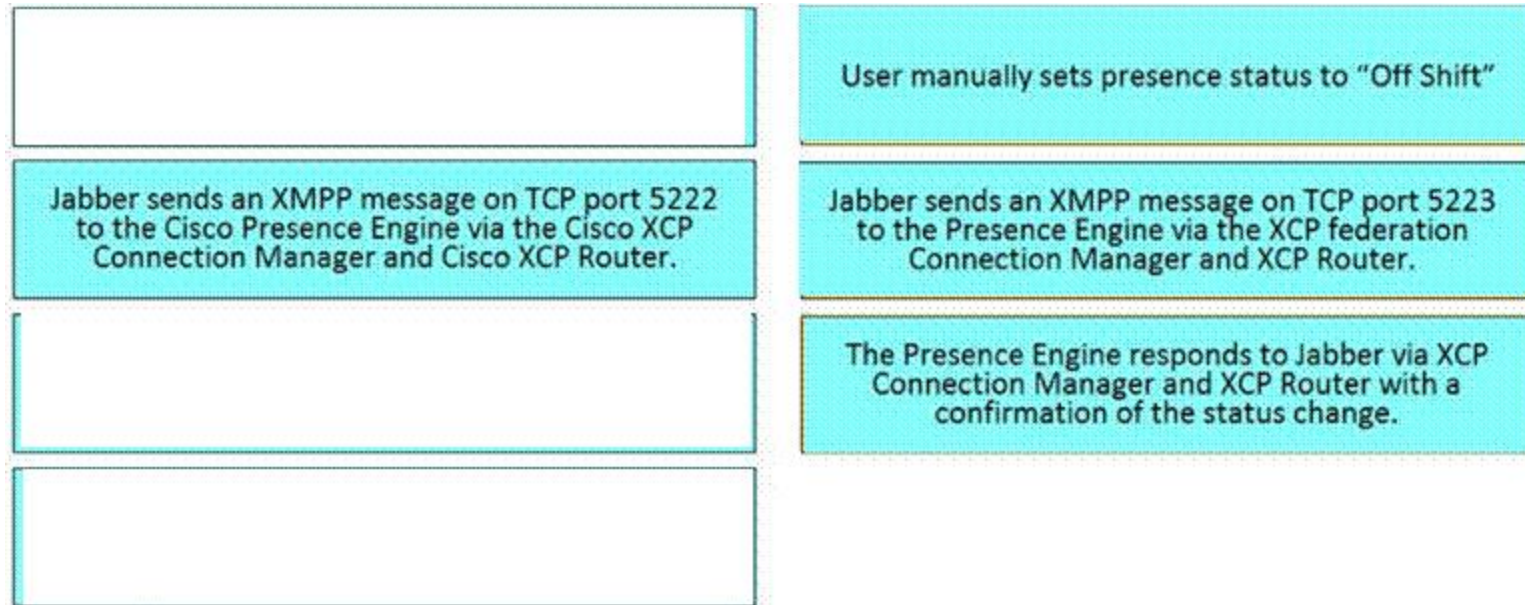 User manually sets presence status to “Off Shift”
Jabber sends an XMPP message on TCP port 5222
to the Cisco Presence Engine via the Cisco XCP
Connection Manager and Cisco XCP Router.
Jabber sends an XMPP message on TCP port 5223
to the Presence Engine via the XCP federation
Connection Manager and XCP Router.
The Presence Engine responds to Jabber via XCP
Connection Manager and XCP Router with a
confirmation of the status change.